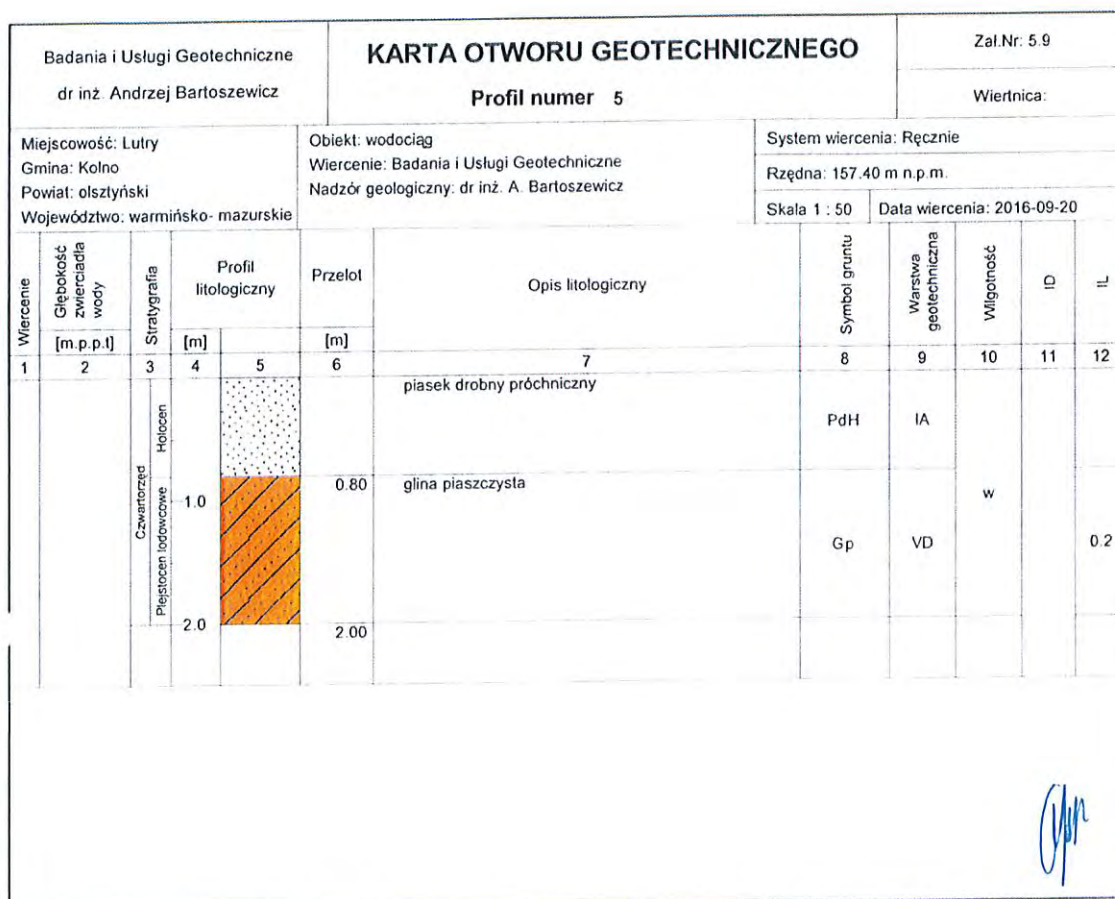 Badania i Usługi Geotechniczne
dr inż. Andrzej Bartoszewicz
KARTA OTWORU GEOTECHNICZNEGO
Profil numer 5
Zał.Nr: 5.9
Wiertnica:
Miejscowość: Lutry
Gmina: Kolno
Powiat: olsztyński
Województwo: warmińsko- mazurskie
Obiekt: wodociąg
Wiercenie: Badania i Usługi Geotechniczne
Nadzór geologiczny: dr inż. A. Bartoszewicz
System wiercenia: Ręcznie
Rzędna: 157.40 m n.p.m.
Skala 1 : 50 Data wiercenia: 2016-09-20
Wiercenie
Głębokość
zwierciadła
wody
[m.p.p.t]
Stratygrafia
Profil
litologiczny
[m]
Przelot
[m]
Opis litologiczny
Symbol gruntu
Warstwa
geotechniczna
Wilgotność
ID
IL
1 2 3 4 5 6 7 8 9 10 11 12
Czwartorzęd
Holocen
Plejstocen lodowcowe
piasek drobny próchniczny
PdH IA
0.80 glina piaszczysta
1.0
w
Gp VD 0.2
2.0
2.00